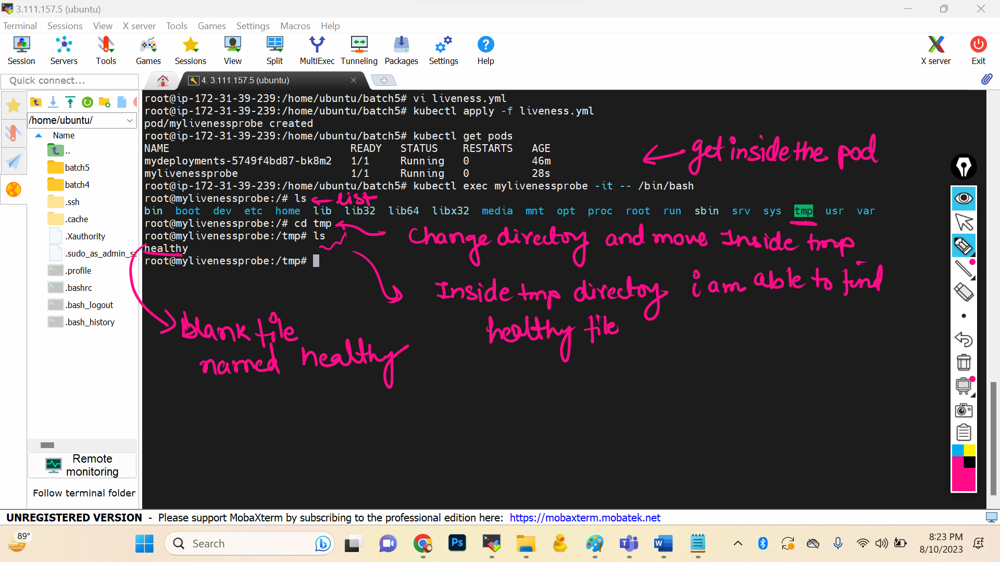 3.111.157.5 (ubuntu)
Terminal Sessions View X server Tools Games Settings Macros Help
Session Servers Tools Games Sessions View Split MultiExec Tunneling Packages Settings Help X server Exit
Quick connect...
4. 3.111.157.5 (ubuntu)
/home/ubuntu/
Name
..
batch5
batch4
.ssh
.cache
.Xauthority
.sudo_as_admin_su
.profile
.bashrc
.bash_logout
.bash_history
Remote
monitoring
Follow terminal folder
root@ip-172-31-39-239:/home/ubuntu/batch5# vi liveness.yml
root@ip-172-31-39-239:/home/ubuntu/batch5# kubectl apply -f liveness.yml
pod/mylivenessprobe created
root@ip-172-31-39-239:/home/ubuntu/batch5# kubectl get pods
NAME READY STATUS RESTARTS AGE
mydeployments-5749f4bd87-bk8m2 1/1 Running 0 46m
mylivenessprobe 1/1 Running 0 28s
root@ip-172-31-39-239:/home/ubuntu/batch5# kubectl exec mylivenessprobe -it -- /bin/bash
root@mylivenessprobe:/# ls
bin boot dev etc home lib lib32 lib64 libx32 media mnt opt proc root run sbin srv sys tmp usr var
root@mylivenessprobe:/# cd tmp
root@mylivenessprobe:/tmp# ls
healthy
root@mylivenessprobe:/tmp#
get inside the pod
list
Change directroy and move Inside tmp
Inside tmp directroy i am able to find
healthy file
blank file
named healthy
UNREGISTERED VERSION - Please support MobaXterm by subscribing to the professional edition here: https://mobaxterm.mobatek.net
89°
Search
Ps
8:23 PM
8/10/2023